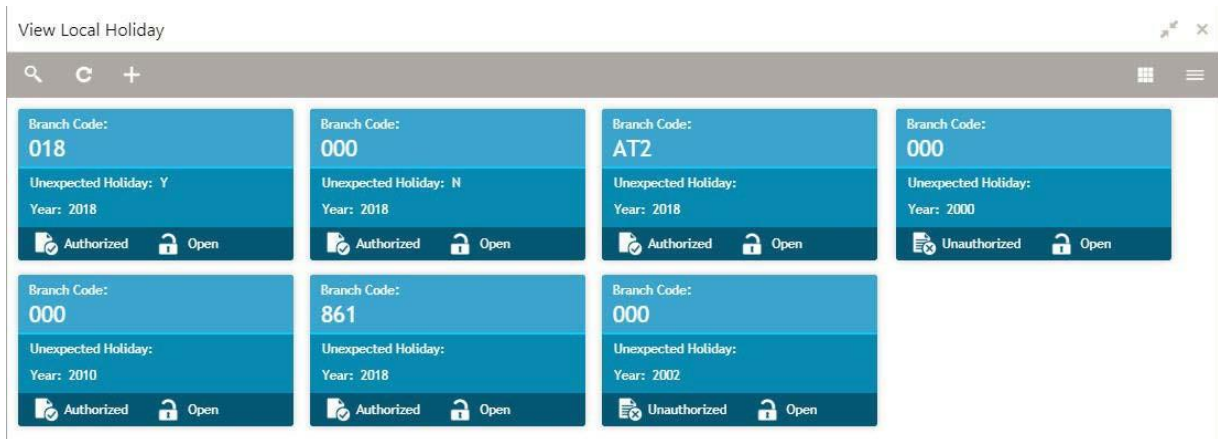 View Local Holiday
Branch Code:
018
Unexpected Holiday: Y
Year: 2018
Authorized Open
Branch Code:
000
Unexpected Holiday: N
Year: 2018
Authorized Open
Branch Code:
AT2
Unexpected Holiday:
Year: 2018
Authorized Open
Branch Code:
000
Unexpected Holiday:
Year: 2000
Unauthorized Open
Branch Code:
000
Unexpected Holiday:
Year: 2010
Authorized Open
Branch Code:
861
Unexpected Holiday:
Year: 2018
Authorized Open
Branch Code:
000
Unexpected Holiday:
Year: 2002
Unauthorized Open